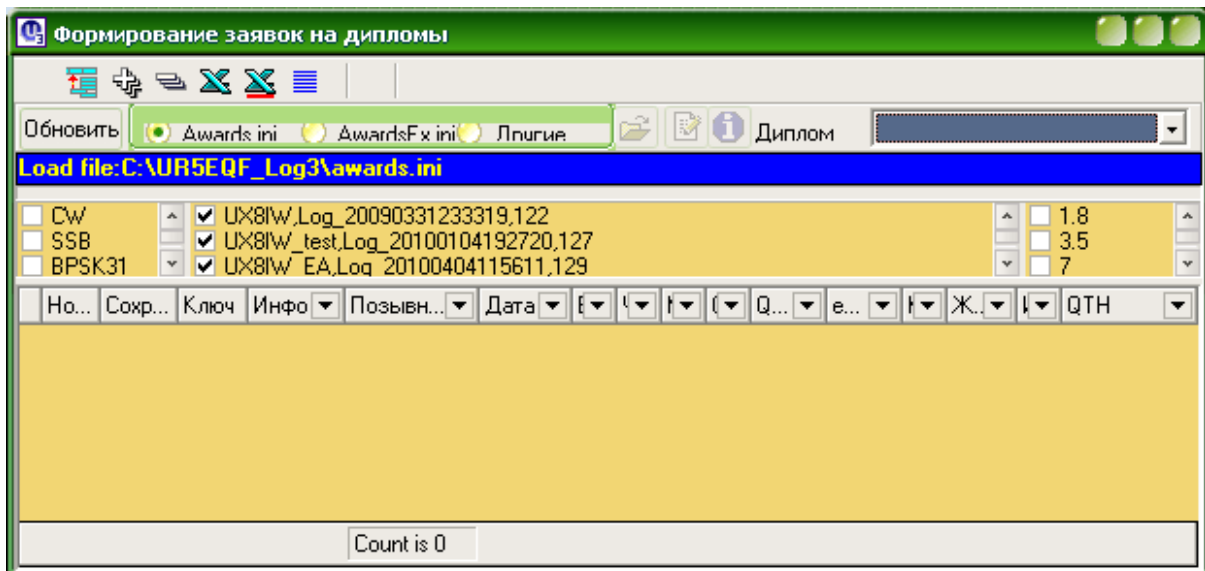 Формирование заявок на дипломы
Обновить Awards.ini AwardsEx.ini Другие Диплом
Load file:C:\UR5EQF_Log3\awards.ini
CW UX8IW,Log_20090331233319,122 1.8
SSB UX8IW_test,Log_20100104192720,127 3.5
BPSK31 UX8IW_EA,Log_20100404115611,129 7
Но... Сохр... Ключ Инфо Позывн... Дата Q... е... Ж.. QTH
Count is 0